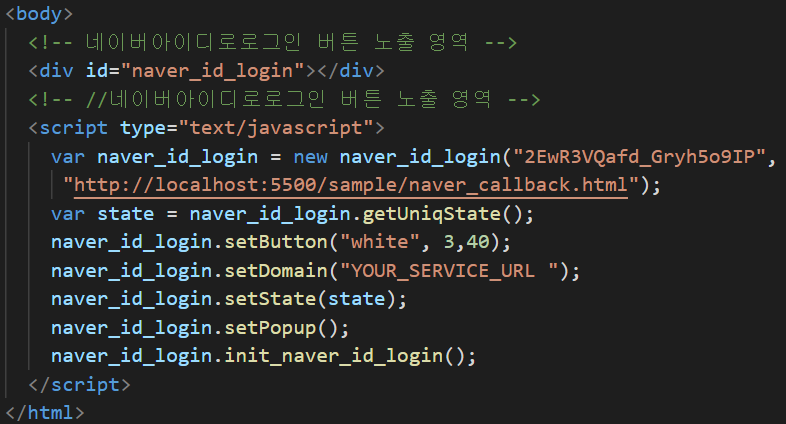 <body>
<!-- 네이버아이디로로그인 버튼 노출 영역 -->
<div id="naver_id_login"></div>
<!-- //네이버아이디로로그인 버튼 노출 영역 -->
<script type="text/javascript">
var naver_id_login = new naver_id_login("2EwR3VQafd_Gryh5o9IP",
"http://localhost:5500/sample/naver_callback.html");
var state = naver_id_login.getUniqState();
naver_id_login.setButton("white", 3,40);
naver_id_login.setDomain("YOUR_SERVICE_URL ");
naver_id_login.setState(state);
naver_id_login.setPopup();
naver_id_login.init_naver_id_login();
</script>
</html>